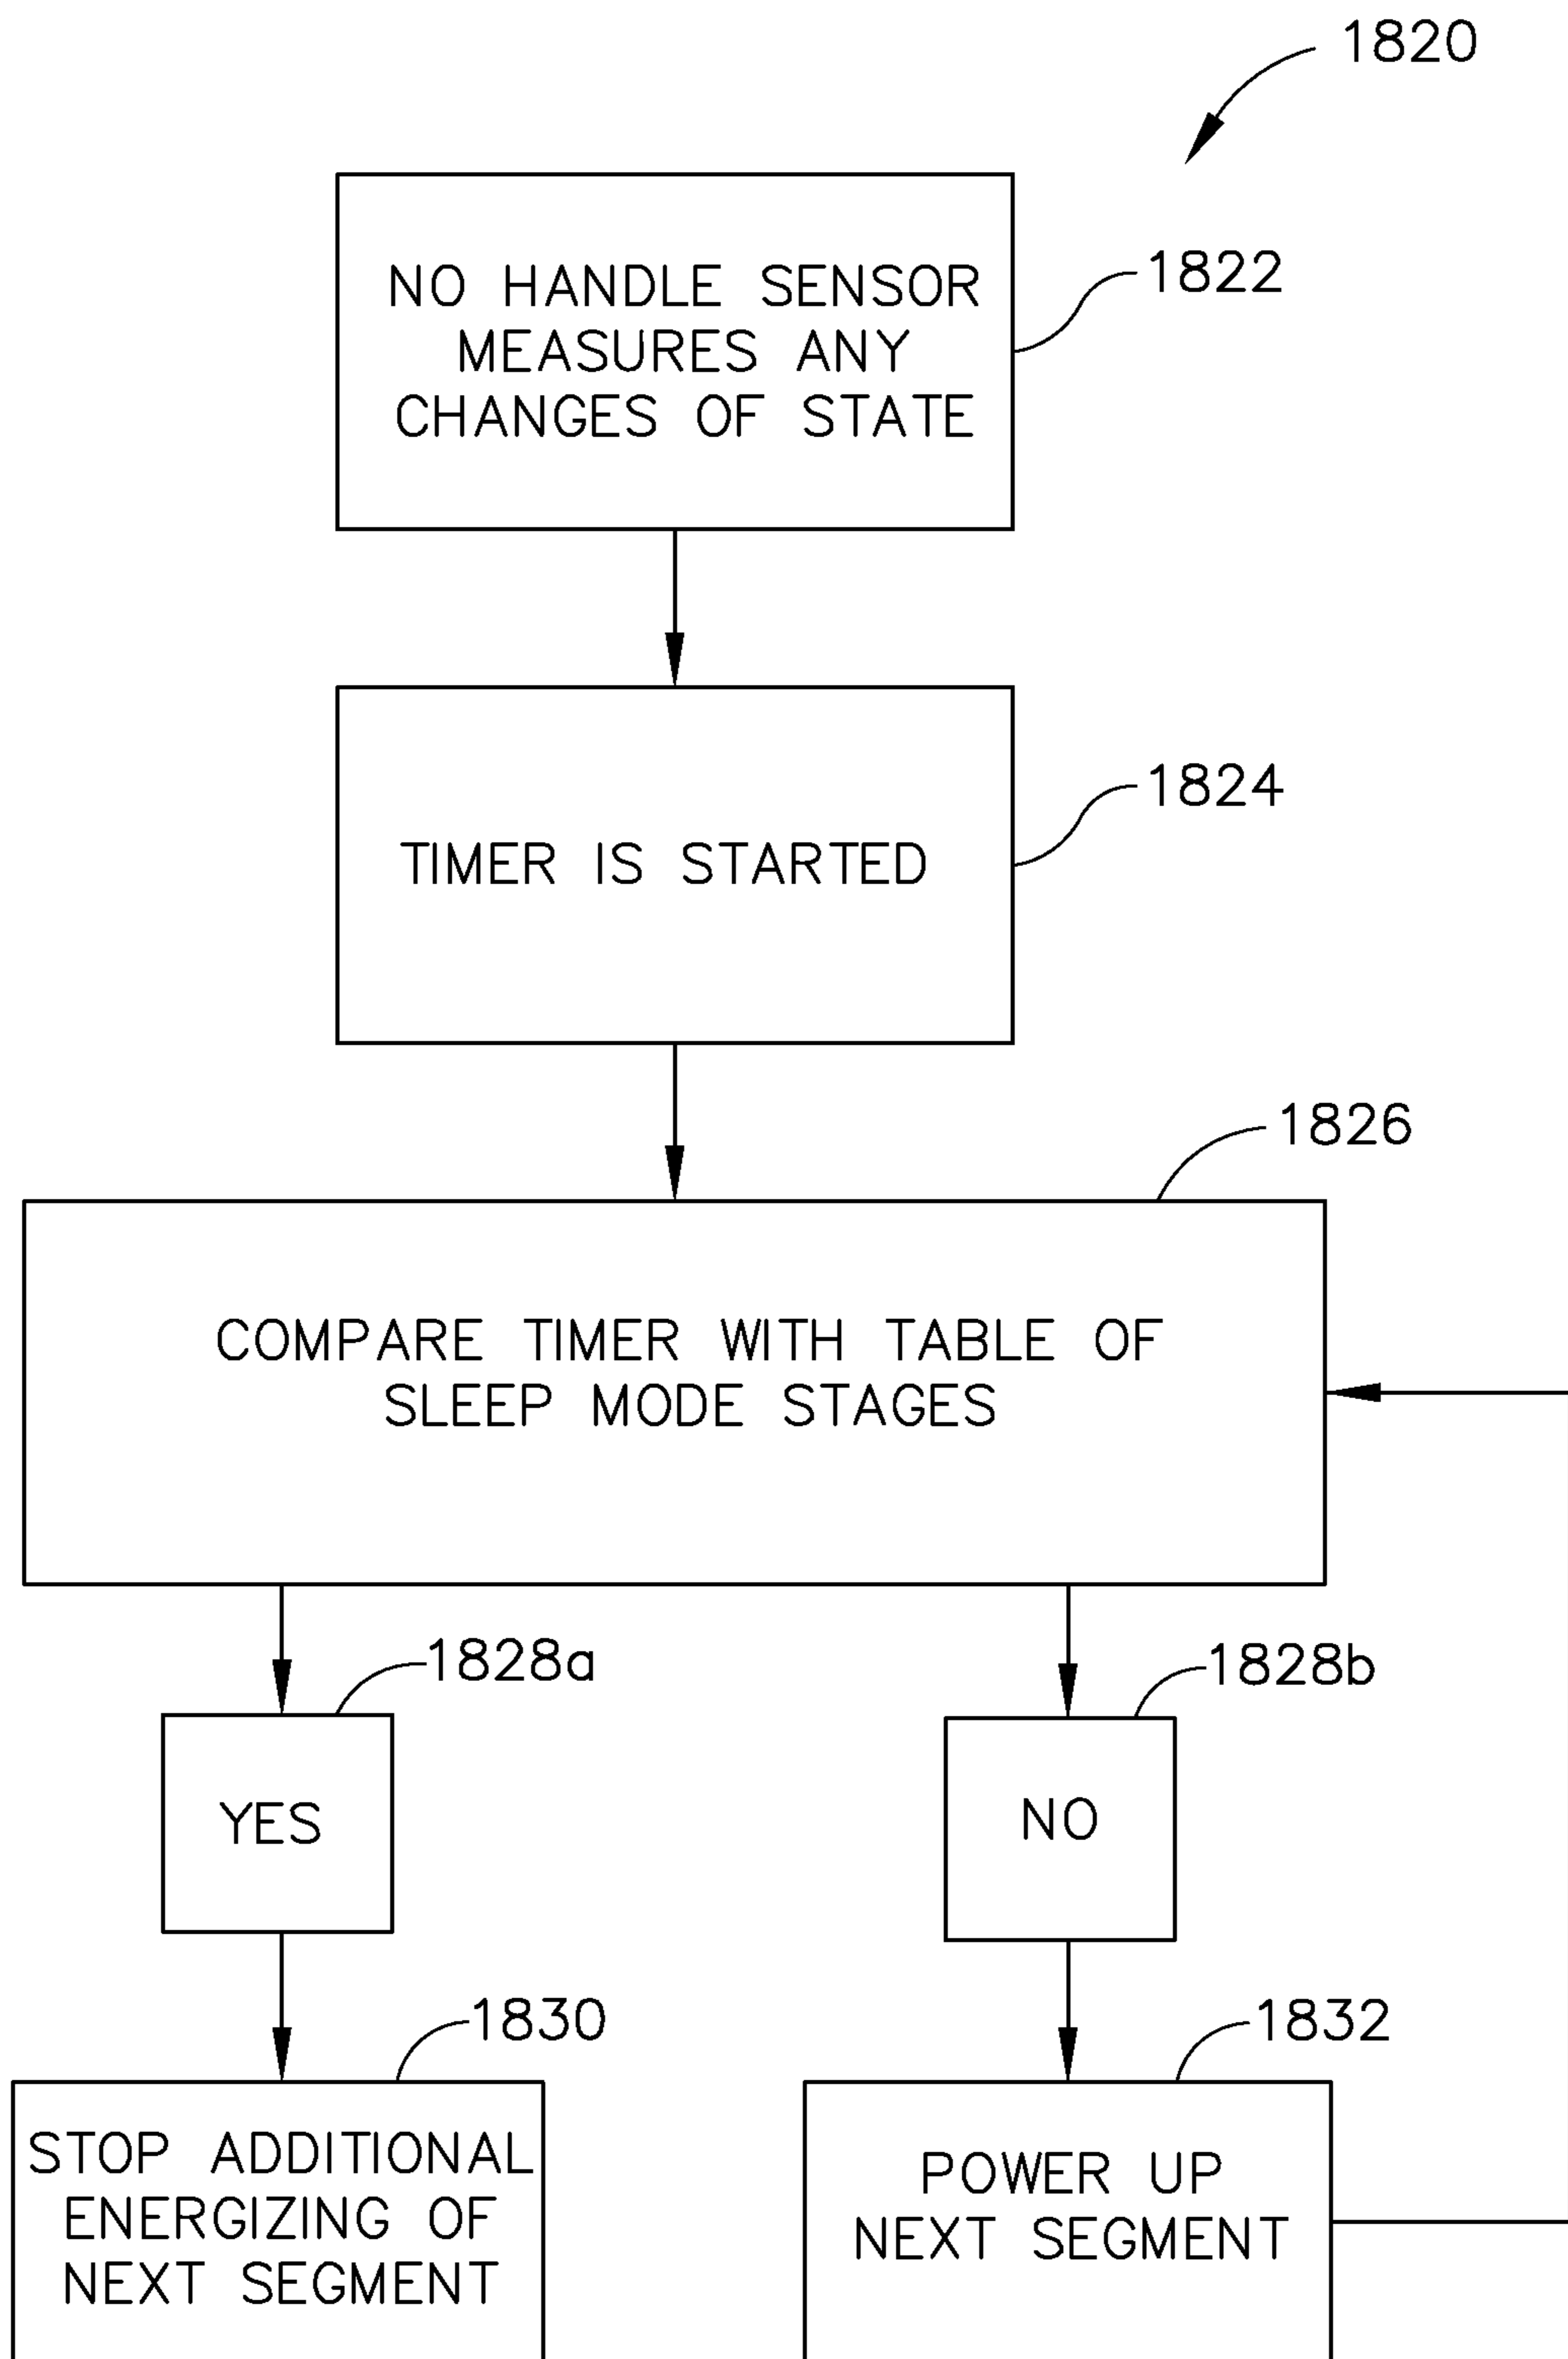 1820
NO HANDLE SENSOR
MEASURES ANY
CHANGES OF STATE
1822
TIMER IS STARTED
1824
1826
COMPARE TIMER WITH TABLE OF
SLEEP MODE STAGES
1828a
1828b
YES
NO
1830
1832
STOP ADDITIONAL
ENERGIZING OF
NEXT SEGMENT
POWER UP
NEXT SEGMENT